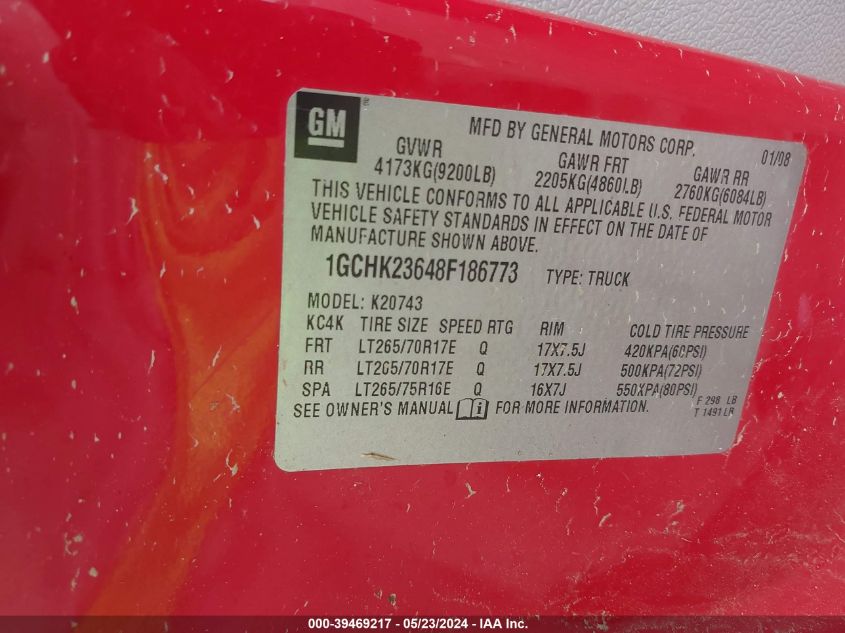 GM
MFD BY GENERAL MOTORS CORP. 01/08
GVWR GAWR FRT GAWR RR
4173KG(9200LB) 2205KG(4860LB) 2760KG(6084LB)
THIS VEHICLE CONFORMS TO ALL APPLICABLE U.S. FEDERAL MOTOR
VEHICLE SAFETY STANDARDS IN EFFECT ON THE DATE OF
MANUFACTURE SHOWN ABOVE.
1GCHK23648F186773 TYPE: TRUCK
MODEL: K20743
KC4K TIRE SIZE SPEED RTG RIM COLD TIRE PRESSURE
FRT LT265/70R17E Q 17X7.5J 420KPA(60PSI)
RR LT265/70R17E Q 17X7.5J 500KPA(72PSI)
SPA LT265/75R16E Q 16X7J 550KPA(80PSI)
F 298 LB
T 1491 LB
SEE OWNER'S MANUAL i FOR MORE INFORMATION.
000-39469217 - 05/23/2024 - IAA Inc.